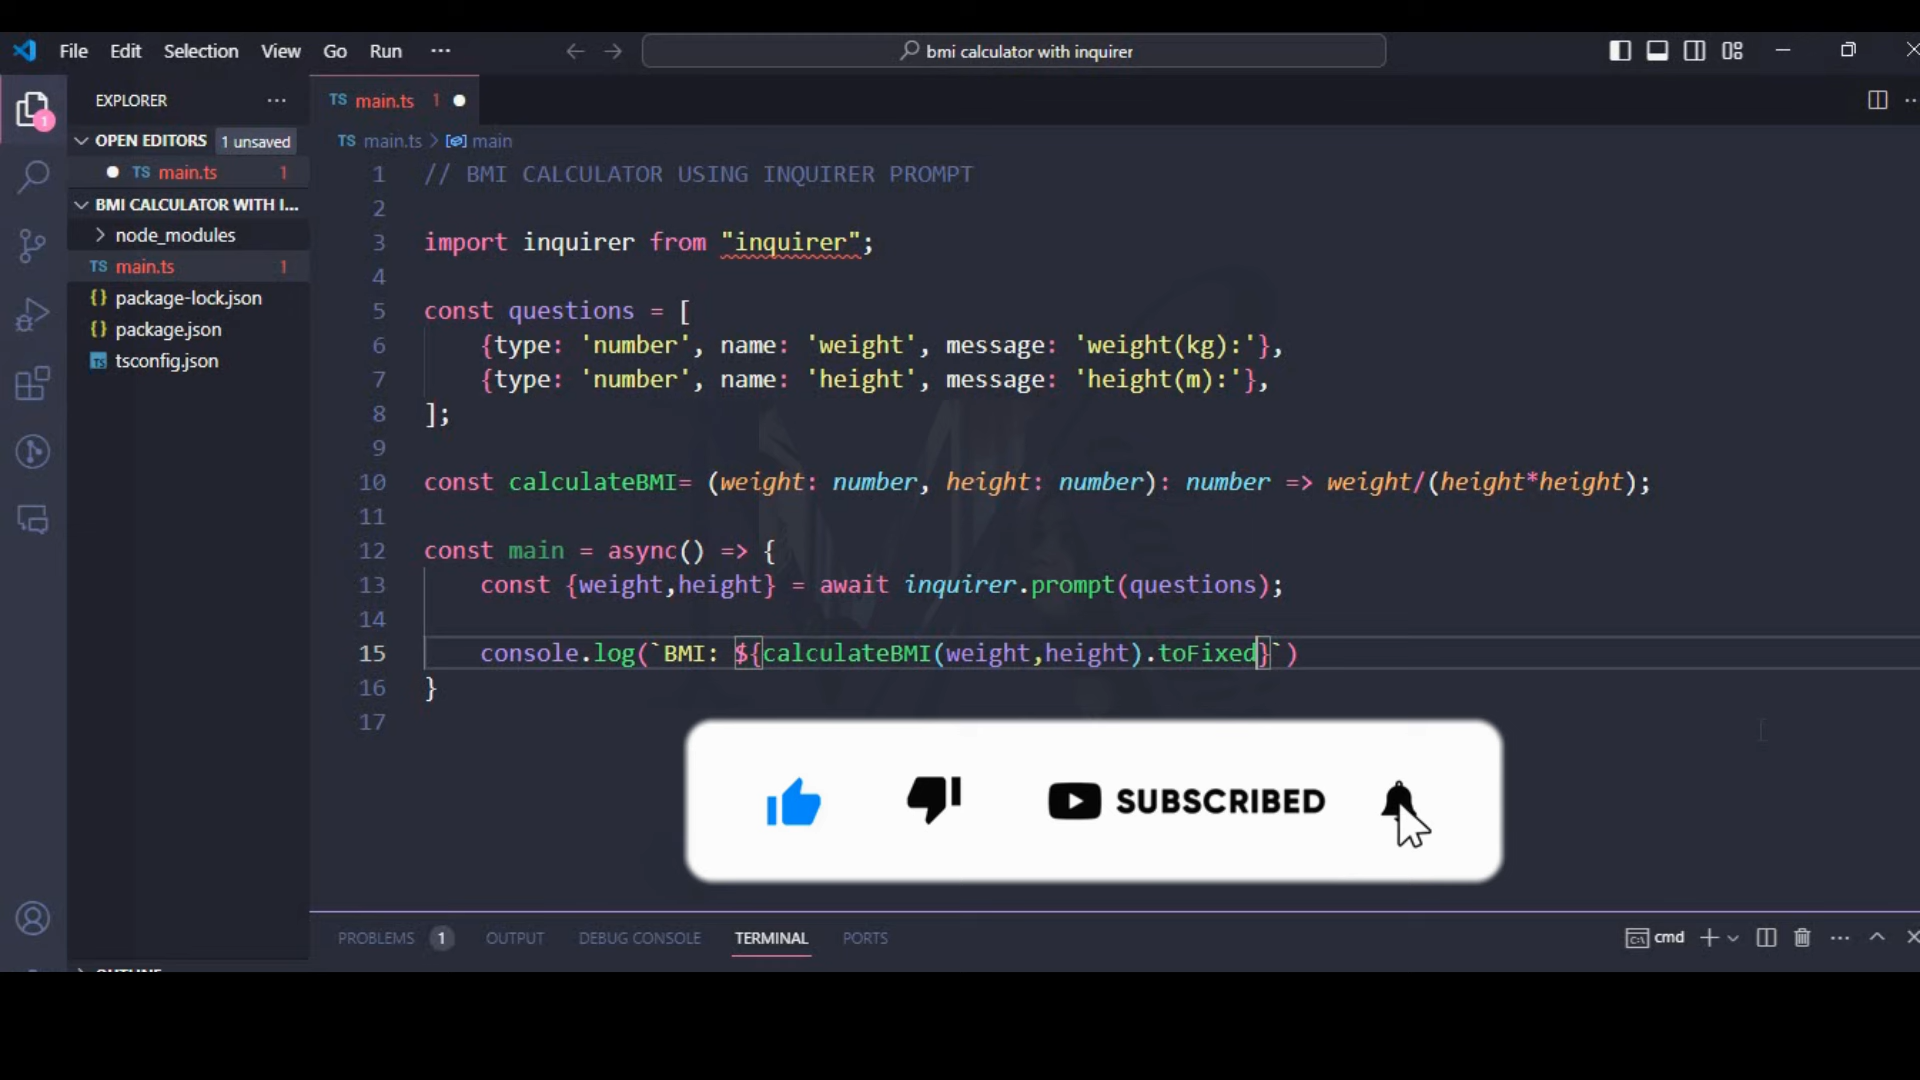 File Edit Selection View Go Run ···
bmi calculator with inquirer
EXPLORER
OPEN EDITORS 1 unsaved
TS main.ts 1
BMI CALCULATOR WITH I...
node_modules
TS main.ts 1
{} package-lock.json
{} package.json
TS tsconfig.json
TS main.ts 1
TS main.ts > main
1 // BMI CALCULATOR USING INQUIRER PROMPT
2
3 import inquirer from "inquirer";
4
5 const questions = [
6 {type: 'number', name: 'weight', message: 'weight(kg):'},
7 {type: 'number', name: 'height', message: 'height(m):'},
8 ];
9
10 const calculateBMI= (weight: number, height: number): number => weight/(height*height);
11
12 const main = async() => {
13 const {weight,height} = await inquirer.prompt(questions);
14
15 console.log(`BMI: ${calculateBMI(weight,height).toFixed}`)
16 }
17
SUBSCRIBED
PROBLEMS 1 OUTPUT DEBUG CONSOLE TERMINAL PORTS
cmd